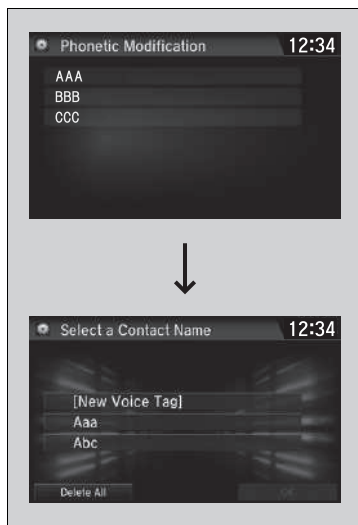 Phonetic Modification 12:34
AAA
BBB
CCC
Select a Contact Name 12:34
[New Voice Tag]
Aaa
Abc
Delete All OK